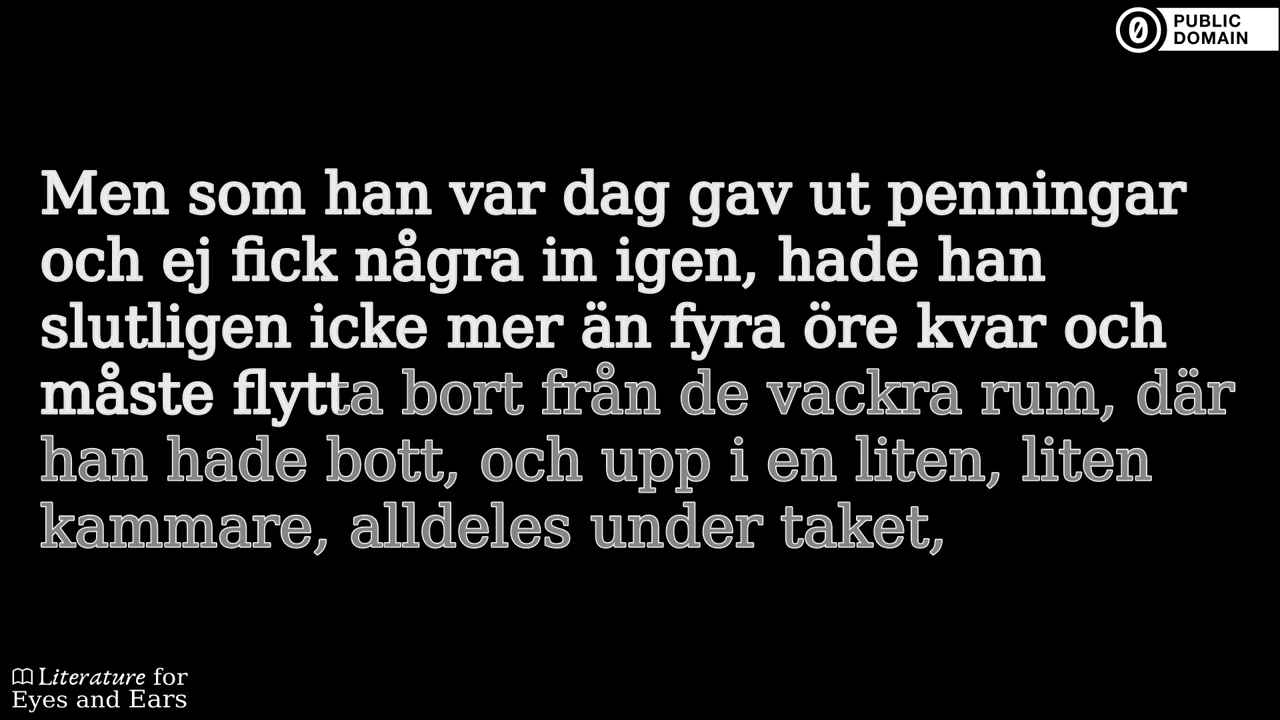 PUBLIC
DOMAIN
Men som han var dag gav ut penningar
och ej fick några in igen, hade han
slutligen icke mer än fyra öre kvar och
måste flytta bort från de vackra rum, där
han hade bott, och upp i en liten, liten
kammare, alldeles under taket,
Literature for
Eyes and Ears